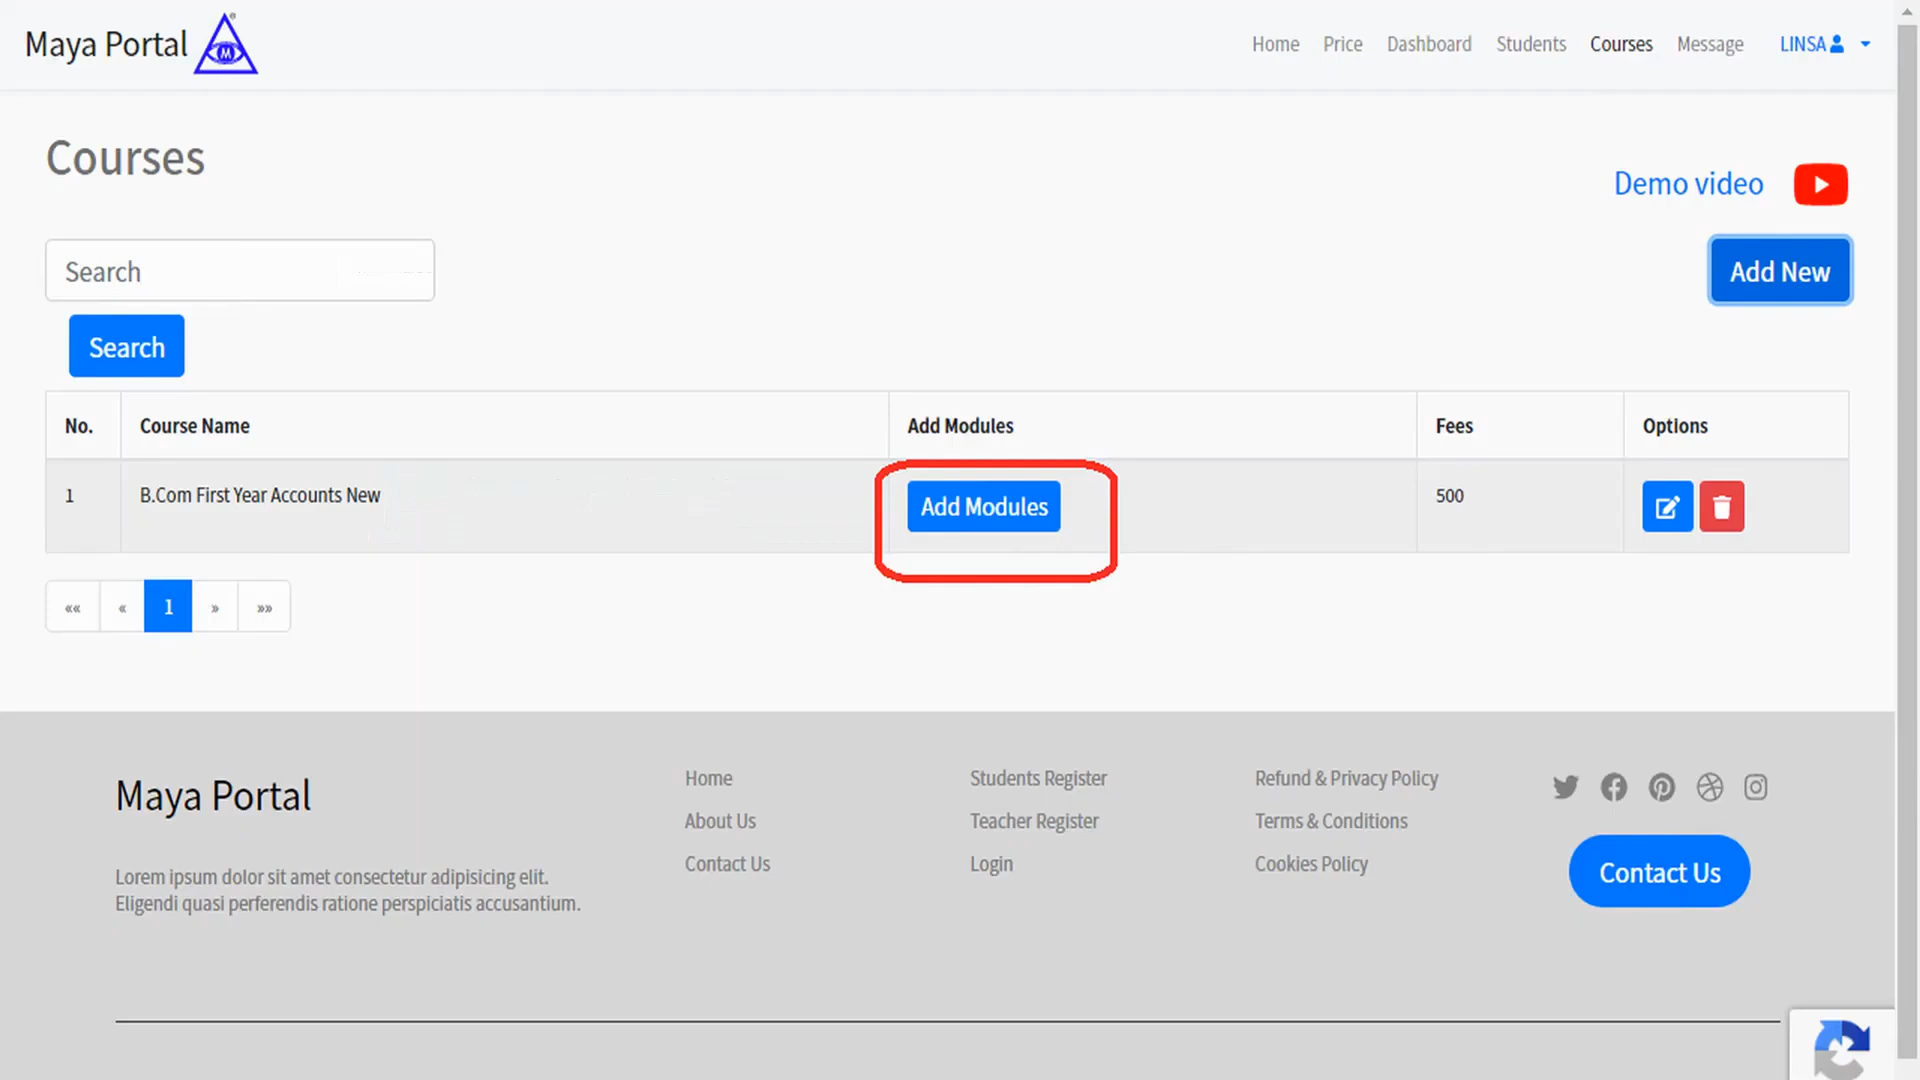 Maya Portal
M
Home Price Dashboard Students Courses Message LINSA
Courses
Demo video
Search
Add New
Search
No. Course Name Add Modules Fees Options
1 B.Com First Year Accounts New Add Modules 500
«« « 1 » »»
Maya Portal
Lorem ipsum dolor sit amet consectetur adipisicing elit.
Eligendi quasi perferendis ratione perspiciatis accusantium.
Home
About Us
Contact Us
Students Register
Teacher Register
Login
Refund & Privacy Policy
Terms & Conditions
Cookies Policy
Contact Us